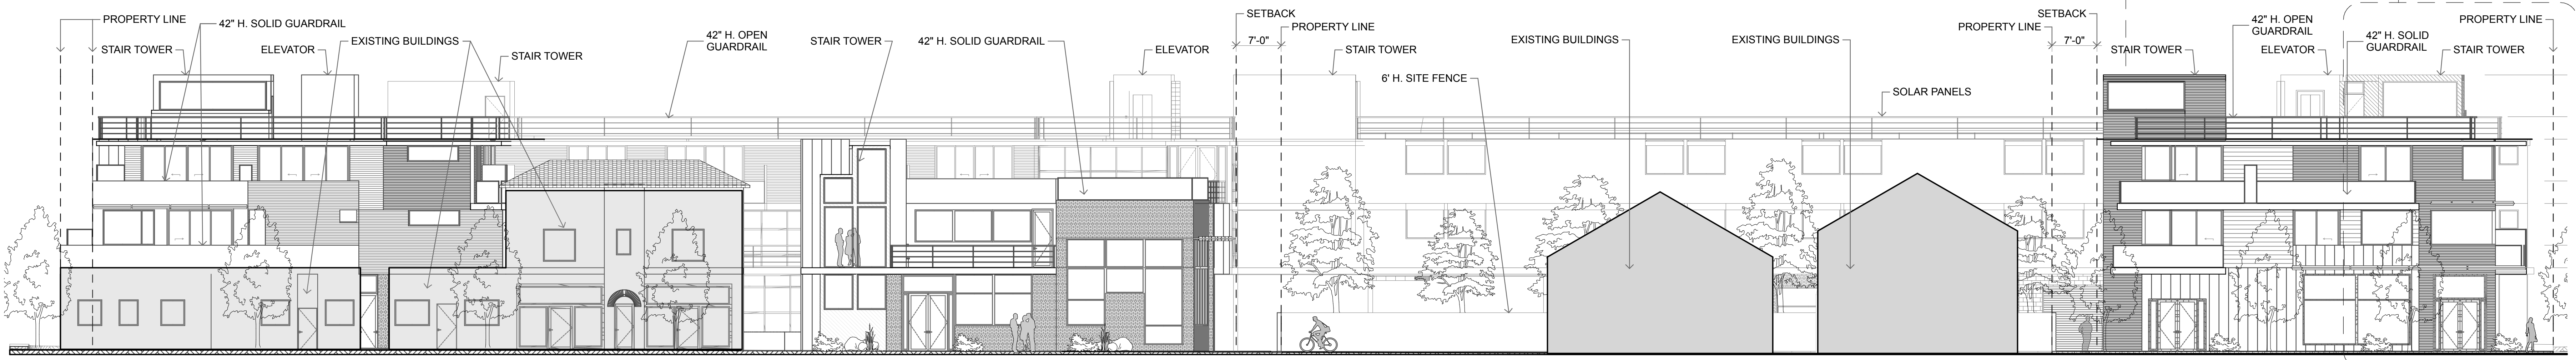 PROPERTY LINE
42" H. SOLID GUARDRAIL
STAIR TOWER
ELEVATOR
EXISTING BUILDINGS
STAIR TOWER
42" H. OPEN
GUARDRAIL
STAIR TOWER
42" H. SOLID GUARDRAIL
ELEVATOR
SETBACK
PROPERTY LINE
7'-0"
STAIR TOWER
6' H. SITE FENCE
EXISTING BUILDINGS
EXISTING BUILDINGS
SOLAR PANELS
SETBACK
PROPERTY LINE
7'-0"
STAIR TOWER
42" H. OPEN
GUARDRAIL
ELEVATOR
42" H. SOLID
GUARDRAIL
PROPERTY LINE
STAIR TOWER